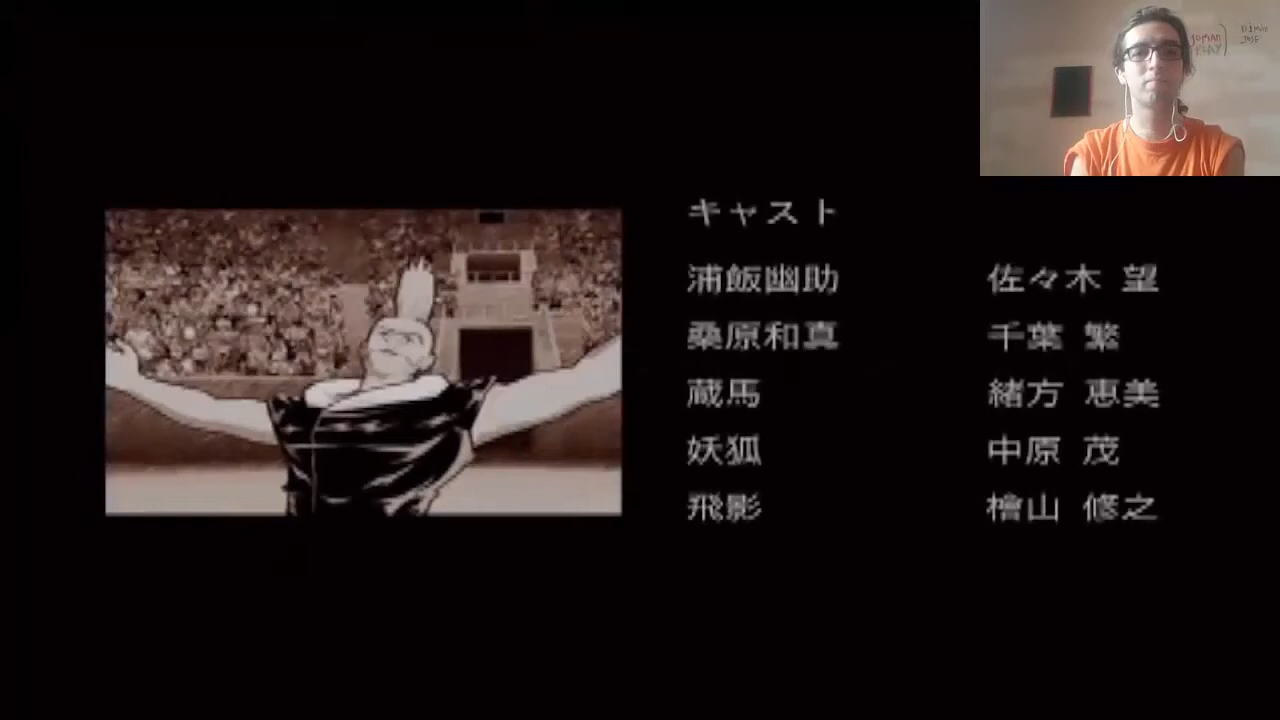 キャスト
浦飯幽助 佐々木 望
桑原和真 千葉 繁
蔵馬 緒方 恵美
妖狐 中原 茂
飛影 檜山 修之